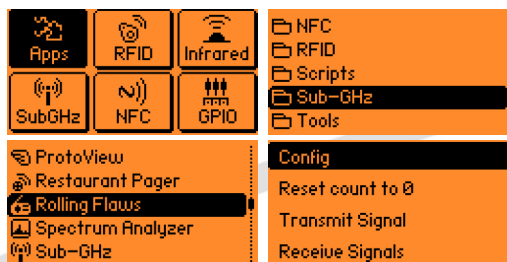 Apps RFID Infrared
SubGHz NFC GPIO
NFC
RFID
Scripts
Sub-GHz
Tools
ProtoView
Restaurant Pager
Rolling Flaws
Spectrum Analyzer
Sub-GHz
Config
Reset count to 0
Transmit Signal
Receive Signals